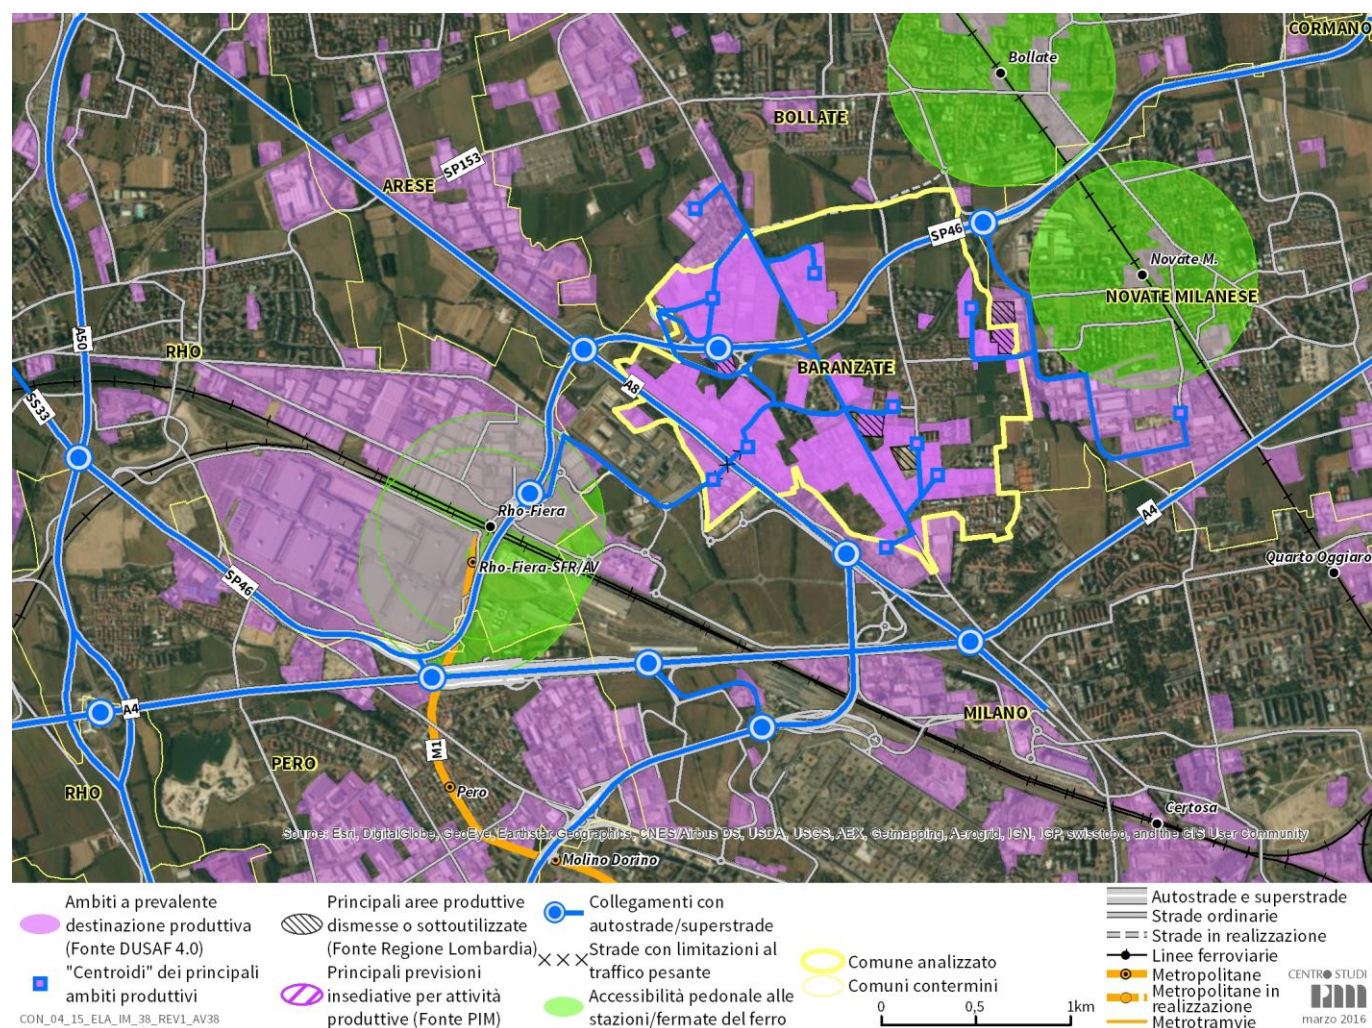 CORMANO
Bollate
BOLLATE
SP153
ARESE
SP46
Novate M.
NOVATE MILANESE
A50
RHO
BARANZATE
A8
SS33
Rho-Fiera
A4
Quarto Oggiaro
Rho-Fiera-SFR/AV
SP46
A4
MILANO
M1
PERO
RHO
Pero
Certosa
Source: Esri, DigitalGlobe, GeoEye, Earthstar Geographics, CNES/Airbus DS, USDA, USGS, AEX, Getmapping, Aerogrid, IGN, IGP, swisstopo, and the GIS User Community
Molino Dorino
Ambiti a prevalente
destinazione produttiva
(Fonte DUSAF 4.0)
"Centroidi" dei principali
ambiti produttivi
CON_04_15_ELA_IM_38_REV1_AV38
Principali aree produttive
dismesse o sottoutilizzate
(Fonte Regione Lombardia)
Principali previsioni
insediative per attività
produttive (Fonte PIM)
Collegamenti con
autostrade/superstrade
Strade con limitazioni al
traffico pesante
Accessibilità pedonale alle
stazioni/fermate del ferro
Comune analizzato
Comuni contermini
0 0,5 1km
Autostrade e superstrade
Strade ordinarie
Strade in realizzazione
Linee ferroviarie
Metropolitane
Metropolitane in
realizzazione
Metrotramvie
CENTRO STUDI
pim
marzo 2016